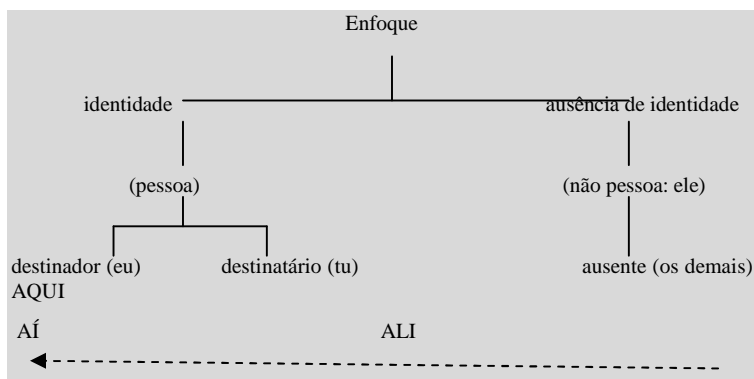 Enfoque
identidade ausência de identidade
(pessoa) (não pessoa: ele)
destinador (eu) destinatário (tu) ausente (os demais)
AQUI
AÍ ALI